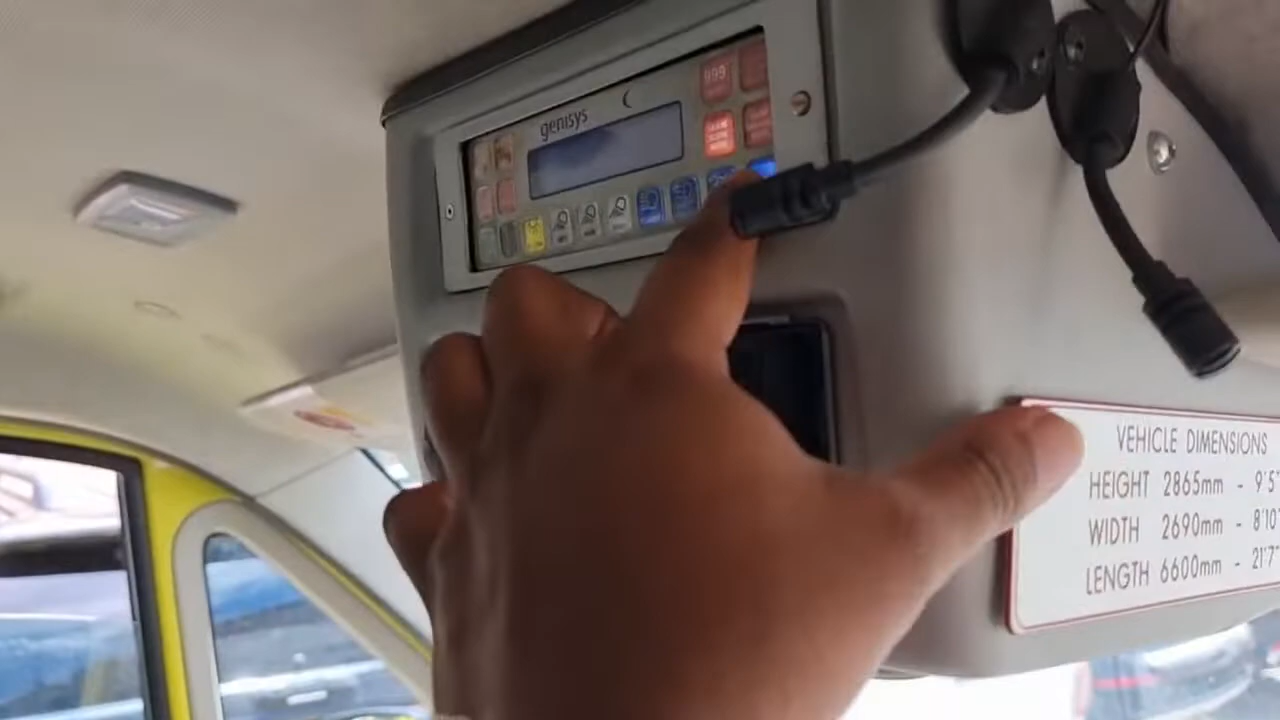 genisys
999
VEHICLE DIMENSIONS
HEIGHT 2865mm - 9'5"
WIDTH 2690mm - 8'10
LENGTH 6600mm - 21'7"